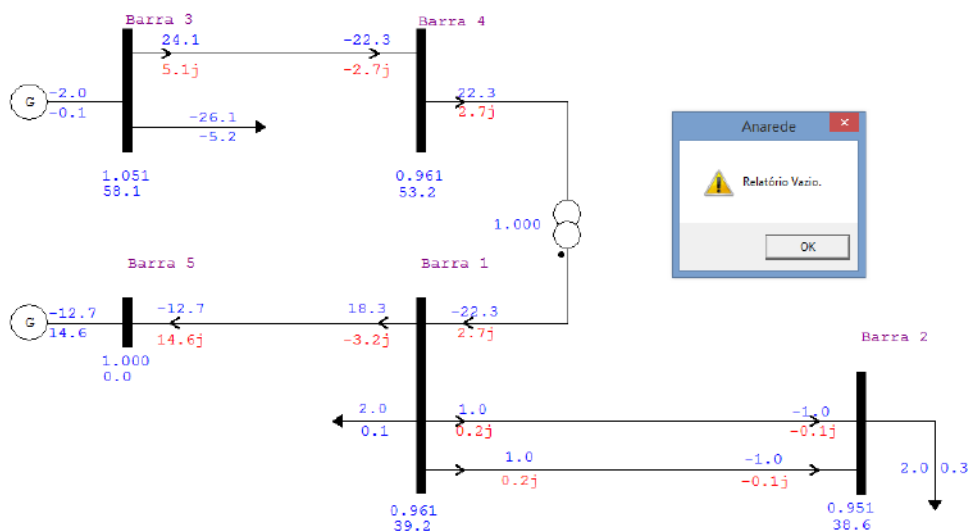 Barra 3
Barra 4
24.1
-22.3
5.1j
-2.7j
G
-2.0
-0.1
22.3
2.7j
-26.1
-5.2
1.051
58.1
0.961
53.2
1.000
Anarede
Relatório Vazio.
OK
Barra 5
Barra 1
G
-12.7
14.6
-12.7
14.6j
18.3
-3.2j
-22.3
2.7j
1.000
0.0
Barra 2
2.0
0.1
1.0
0.2j
-1.0
-0.1j
1.0
0.2j
-1.0
-0.1j
2.0 0.3
0.961
39.2
0.951
38.6